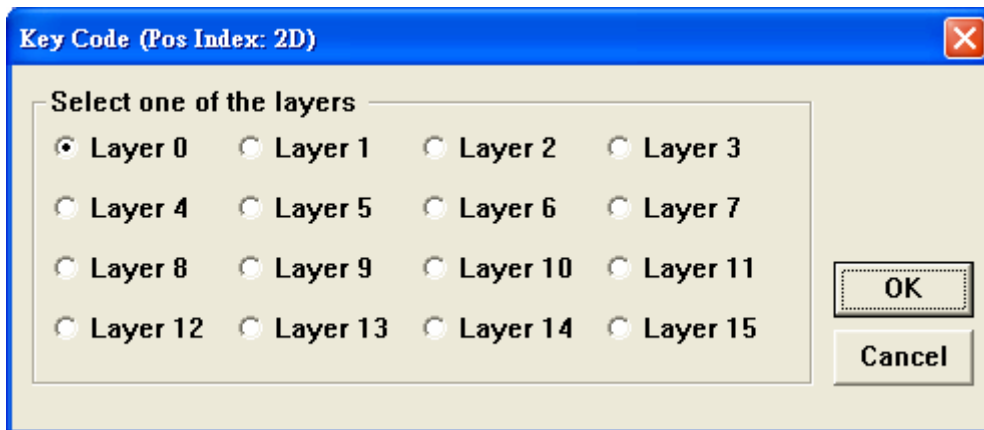 Key Code (Pos Index: 2D)
Select one of the layers
Layer 0 Layer 1 Layer 2 Layer 3
Layer 4 Layer 5 Layer 6 Layer 7
Layer 8 Layer 9 Layer 10 Layer 11
Layer 12 Layer 13 Layer 14 Layer 15
OK
Cancel